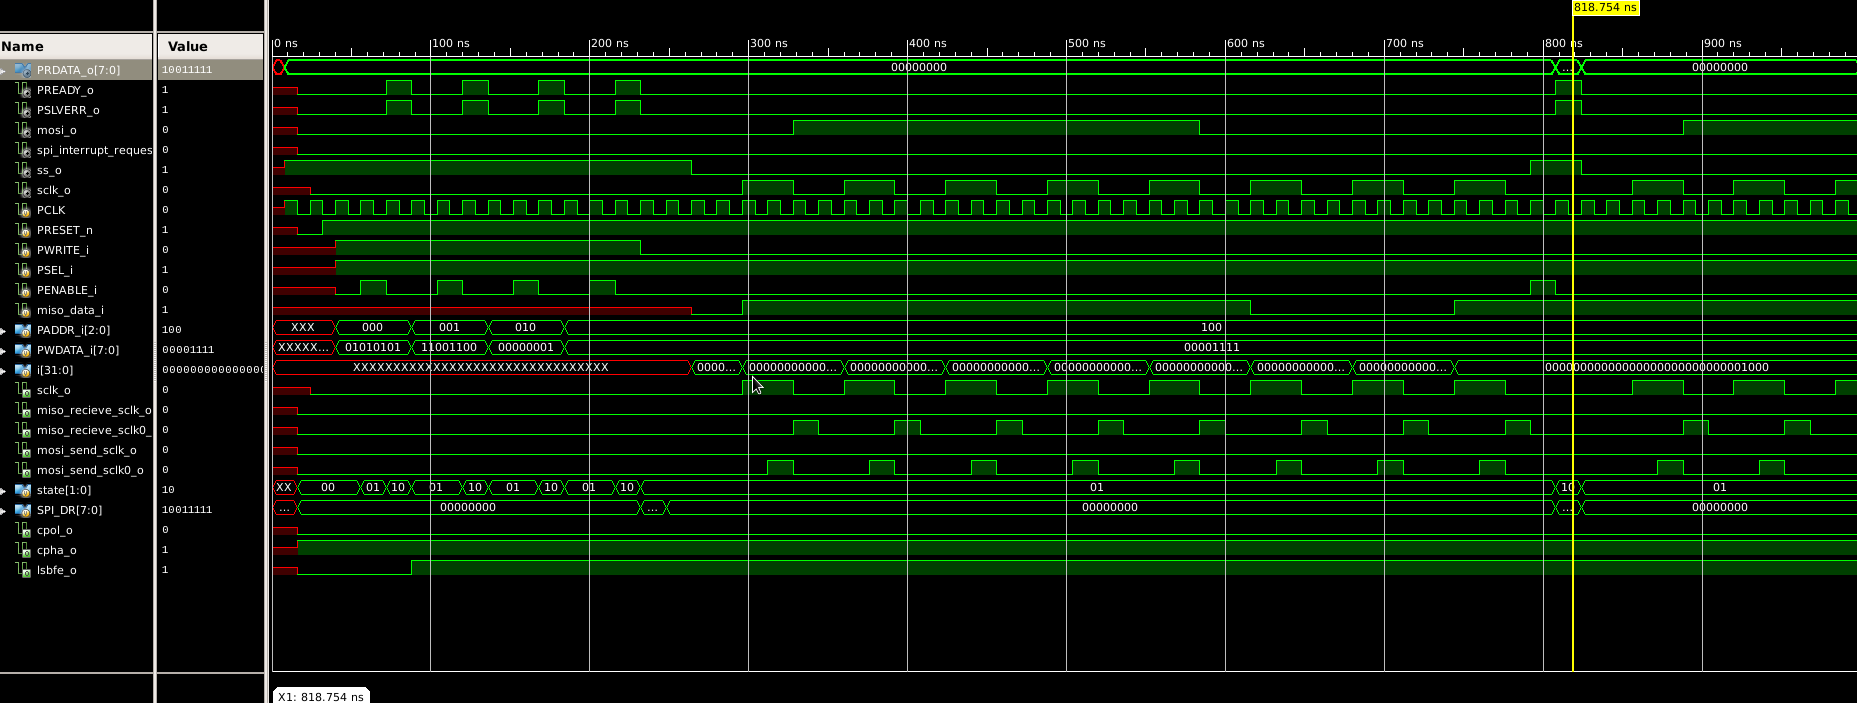 818.754 ns
Name Value 0 ns 100 ns 200 ns 300 ns 400 ns 500 ns 600 ns 700 ns 800 ns 900 ns
PRDATA_o[7:0] 10011111 00000000 ... 00000000
PREADY_o 1
PSLVERR_o 1
mosi_o 0
spi_interrupt_reques 0
ss_o 1
sclk_o 0
PCLK 0
PRESET_n 1
PWRITE_i 0
PSEL_i 1
PENABLE_i 0
miso_data_i 1
PADDR_i[2:0] 100 XXX 000 001 010 100
PWDATA_i[7:0] 00001111 XXXXX... 01010101 11001100 00000001 00001111
i[31:0] 0000000000000000 XXXXXXXXXXXXXXXXXXXXXXXXXXXXXXXX 0000... 00000000000... 00000000000... 00000000000... 00000000000... 00000000000... 00000000000... 00000000000... 00000000000000000000000000001000
sclk_o 0
miso_recieve_sclk_o 0
miso_recieve_sclk0_ 0
mosi_send_sclk_o 0
mosi_send_sclk0_o 0
state[1:0] 10 XX 00 01 10 01 10 01 10 01 10 01 10 01
SPI_DR[7:0] 10011111 ... 00000000 ... 00000000 ... 00000000
cpol_o 0
cpha_o 1
lsbfe_o 1
X1: 818.754 ns